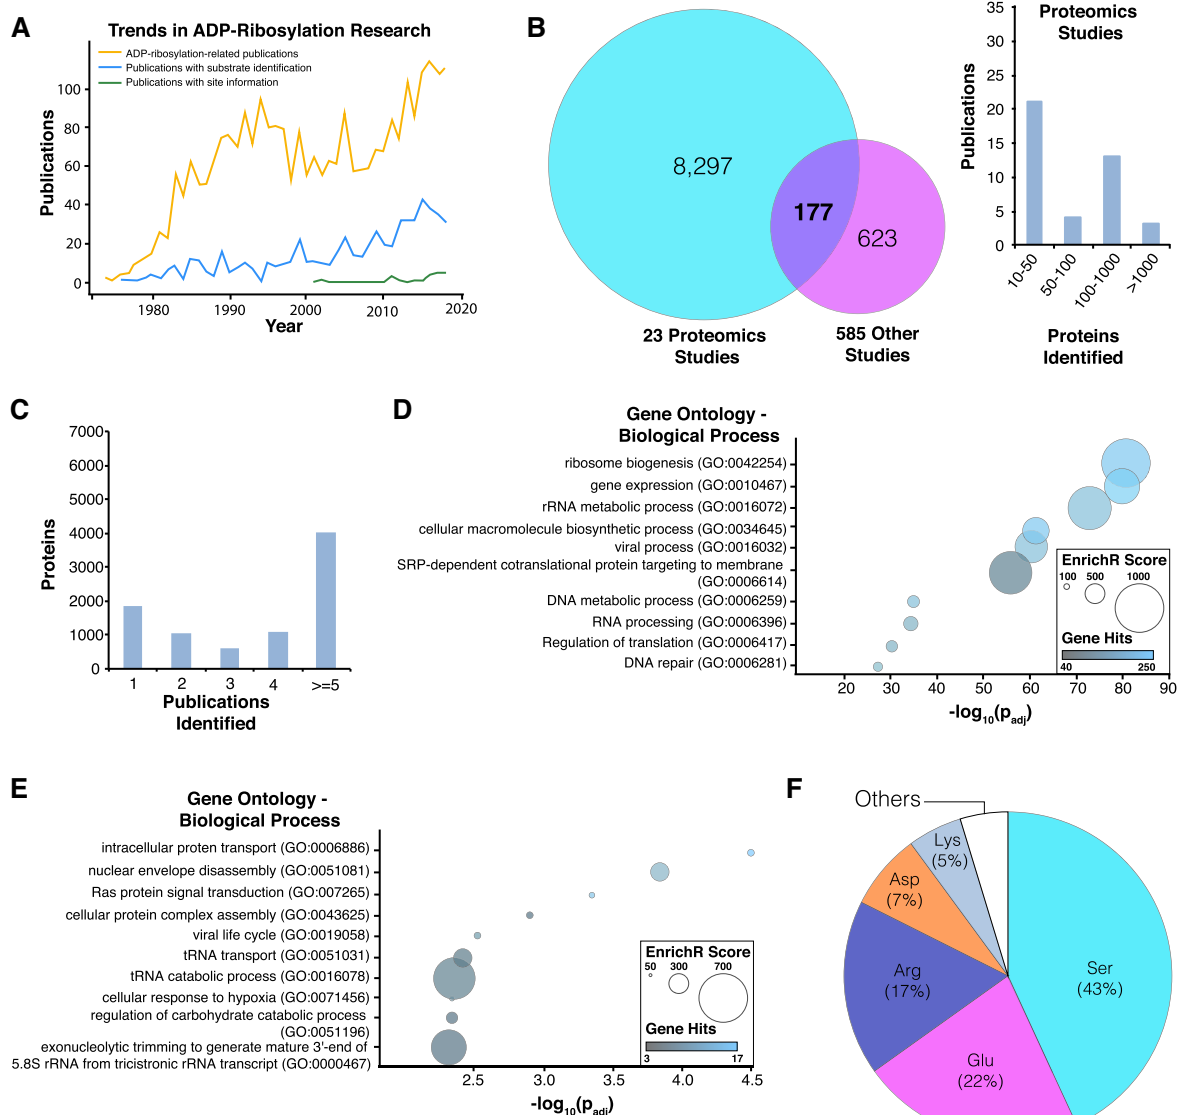 A
Trends in ADP-Ribosylation Research
ADP-ribosylation-related publications
Publications with substrate identification
Publications with site information
Publications
100
80
60
40
20
0
1980
1990
2000
2010
2020
Year
B
8,297
177
623
23 Proteomics
Studies
585 Other
Studies
Proteomics
Studies
Publications
35
30
25
20
15
10
5
0
10-50
50-100
100-1000
>1000
Proteins
Identified
C
Proteins
7000
6000
5000
4000
3000
2000
1000
0
1
2
3
4
>=5
Publications
Identified
D
Gene Ontology -
Biological Process
ribosome biogenesis (GO:0042254)
gene expression (GO:0010467)
rRNA metabolic process (GO:0016072)
cellular macromolecule biosynthetic process (GO:0034645)
viral process (GO:0016032)
SRP-dependent cotranslational protein targeting to membrane
(GO:0006614)
DNA metabolic process (GO:0006259)
RNA processing (GO:0006396)
Regulation of translation (GO:0006417)
DNA repair (GO:0006281)
EnrichR Score
100 500 1000
Gene Hits
40 250
20 30 40 50 60 70 80 90
-log10(padj)
E
Gene Ontology -
Biological Process
intracellular proten transport (GO:0006886)
nuclear envelope disassembly (GO:0051081)
Ras protein signal transduction (GO:007265)
cellular protein complex assembly (GO:0043625)
viral life cycle (GO:0019058)
tRNA transport (GO:0051031)
tRNA catabolic process (GO:0016078)
cellular response to hypoxia (GO:0071456)
regulation of carbohydrate catabolic process
(GO:0051196)
exonucleolytic trimming to generate mature 3'-end of
5.8S rRNA from tricistronic rRNA transcript (GO:0000467)
EnrichR Score
50 300 700
Gene Hits
3 17
2.5 3.0 3.5 4.0 4.5
-log10(padj)
F
Others
Lys
(5%)
Asp
(7%)
Arg
(17%)
Ser
(43%)
Glu
(22%)